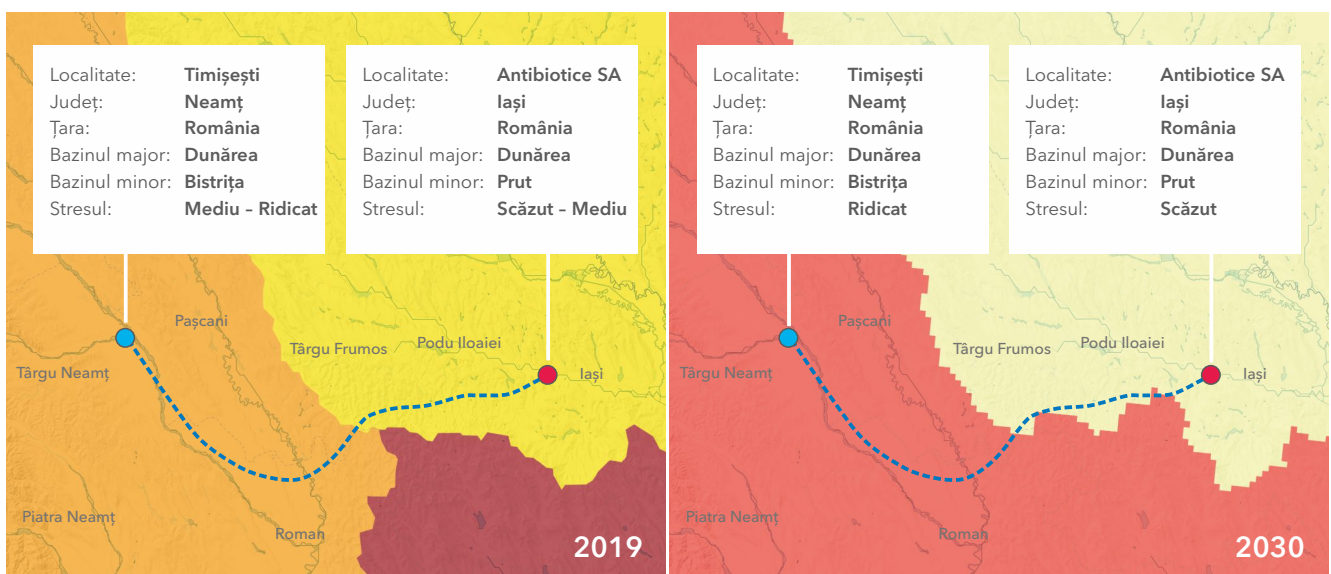 Localitate: Timișești
Județ: Neamț
Țara: România
Bazinul major: Dunărea
Bazinul minor: Bistrița
Stresul: Mediu – Ridicat
Localitate: Antibiotice SA
Județ: Iași
Țara: România
Bazinul major: Dunărea
Bazinul minor: Prut
Stresul: Scăzut – Mediu
Pașcani
Târgu Frumos
Podu Iloaiei
Târgu Neamț
Iași
Piatra Neamț
Roman
2019
Localitate: Timișești
Județ: Neamț
Țara: România
Bazinul major: Dunărea
Bazinul minor: Bistrița
Stresul: Ridicat
Localitate: Antibiotice SA
Județ: Iași
Țara: România
Bazinul major: Dunărea
Bazinul minor: Prut
Stresul: Scăzut
Pașcani
Târgu Frumos
Podu Iloaiei
Târgu Neamț
Iași
Piatra Neamț
Roman
2030